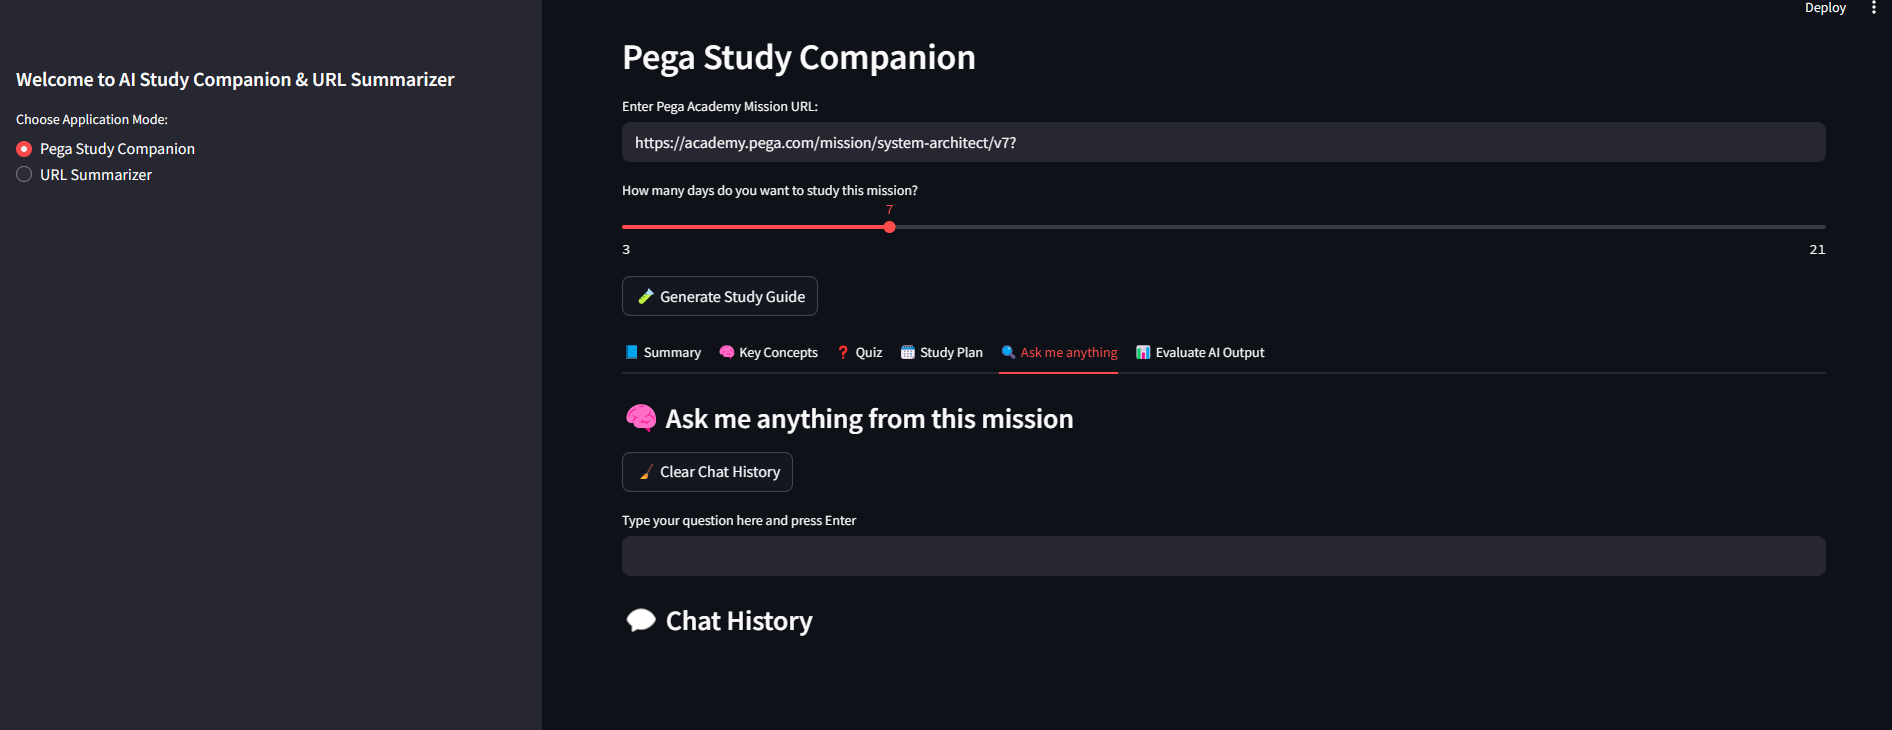 Deploy
Welcome to AI Study Companion & URL Summarizer
Choose Application Mode:
Pega Study Companion
URL Summarizer
Pega Study Companion
Enter Pega Academy Mission URL:
https://academy.pega.com/mission/system-architect/v7?
How many days do you want to study this mission?
7
3 21
Generate Study Guide
Summary Key Concepts Quiz Study Plan Ask me anything Evaluate AI Output
Ask me anything from this mission
Clear Chat History
Type your question here and press Enter
Chat History